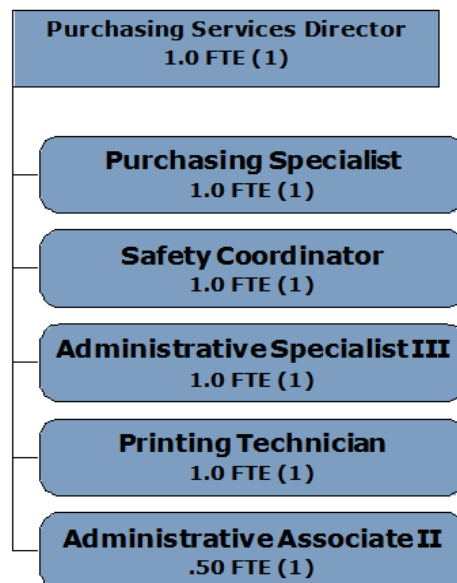 Purchasing Services Director
1.0 FTE (1)
Purchasing Specialist
1.0 FTE (1)
Safety Coordinator
1.0 FTE (1)
Administrative Specialist III
1.0 FTE (1)
Printing Technician
1.0 FTE (1)
Administrative Associate II
.50 FTE (1)